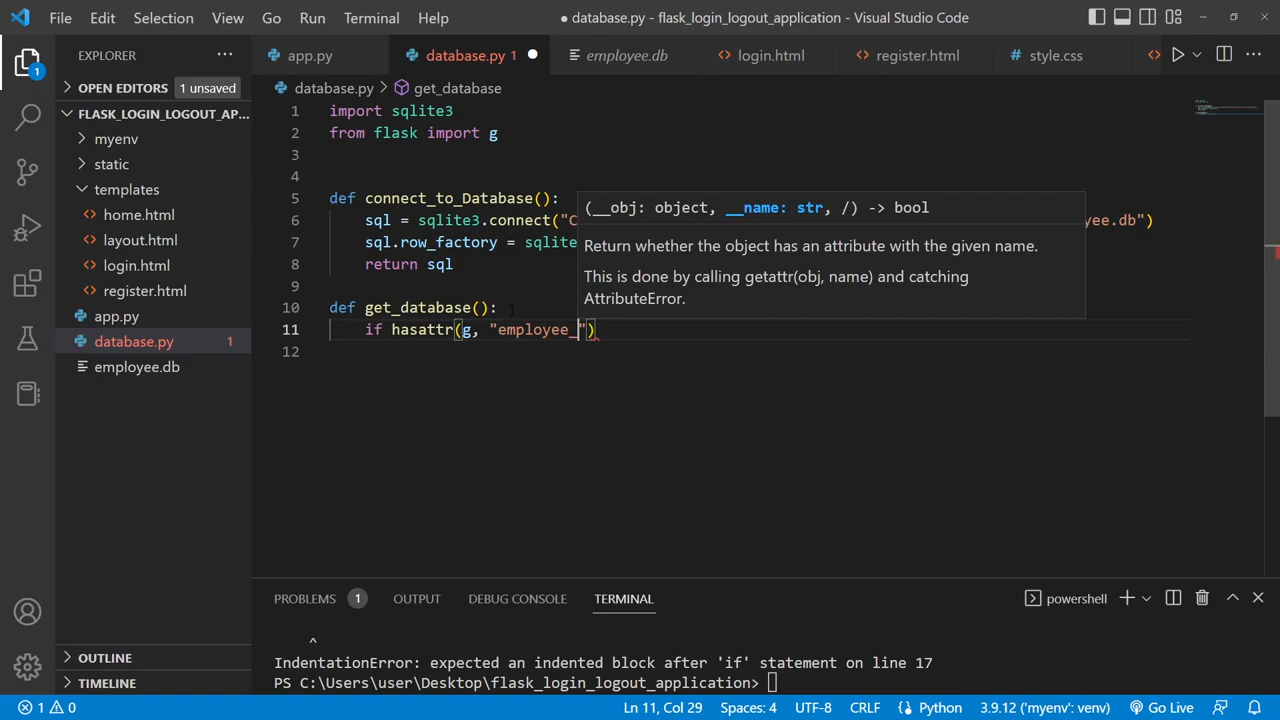 File Edit Selection View Go Run Terminal Help
● database.py - flask_login_logout_application - Visual Studio Code
EXPLORER
app.py database.py 1 employee.db login.html register.html style.css
OPEN EDITORS 1 unsaved
database.py > get_database
FLASK_LOGIN_LOGOUT_AP...
myenv
static
templates
home.html
layout.html
login.html
register.html
app.py
database.py 1
employee.db
1 import sqlite3
2 from flask import g
3
4
5 def connect_to_Database():
6 sql = sqlite3.connect("C yee.db")
7 sql.row_factory = sqlite
8 return sql
9
10 def get_database():
11 if hasattr(g, "employee_")
12
(__obj: object, __name: str, /) -> bool
Return whether the object has an attribute with the given name.
This is done by calling getattr(obj, name) and catching
AttributeError.
PROBLEMS 1 OUTPUT DEBUG CONSOLE TERMINAL
powershell
^
IndentationError: expected an indented block after 'if' statement on line 17
PS C:\Users\user\Desktop\flask_login_logout_application>
OUTLINE
TIMELINE
1
1 0
Ln 11, Col 29 Spaces: 4 UTF-8 CRLF Python 3.9.12 ('myenv': venv) Go Live